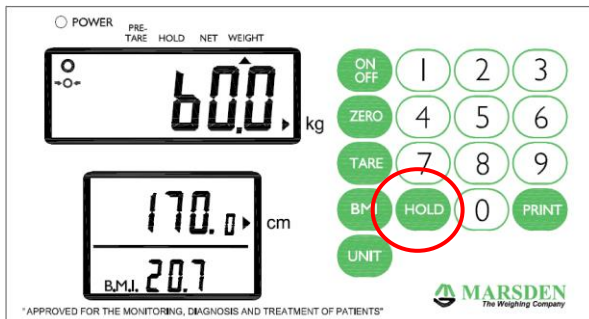 POWER
PRE-TARE HOLD NET WEIGHT
60.0 kg
170.0 cm
B.M.I. 20.7
ON OFF 1 2 3
ZERO 4 5 6
TARE 7 8 9
BMI HOLD 0 PRINT
UNIT
MARSDEN
The Weighing Company
"APPROVED FOR THE MONITORING, DIAGNOSIS AND TREATMENT OF PATIENTS"